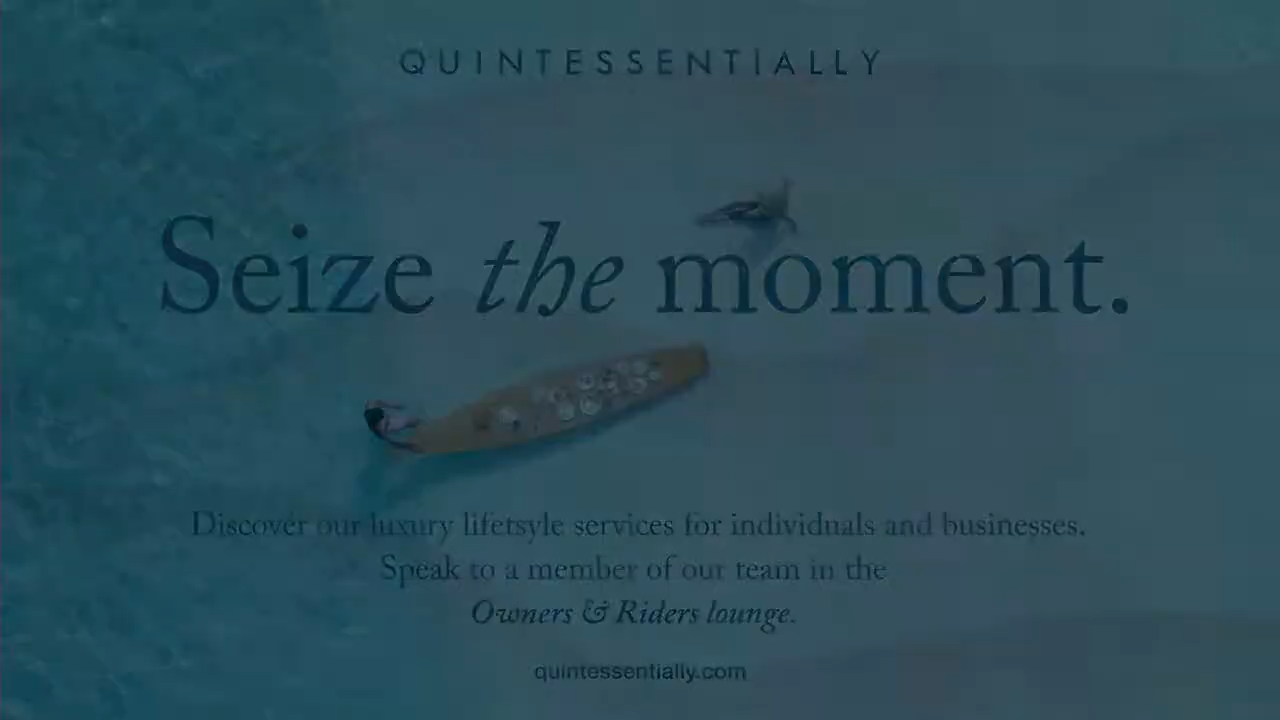 QUINTESSENTIALLY
Seize the moment.
Discover our luxury lifetsyle services for individuals and businesses.
Speak to a member of our team in the
Owners & Riders lounge.
quintessentially.com